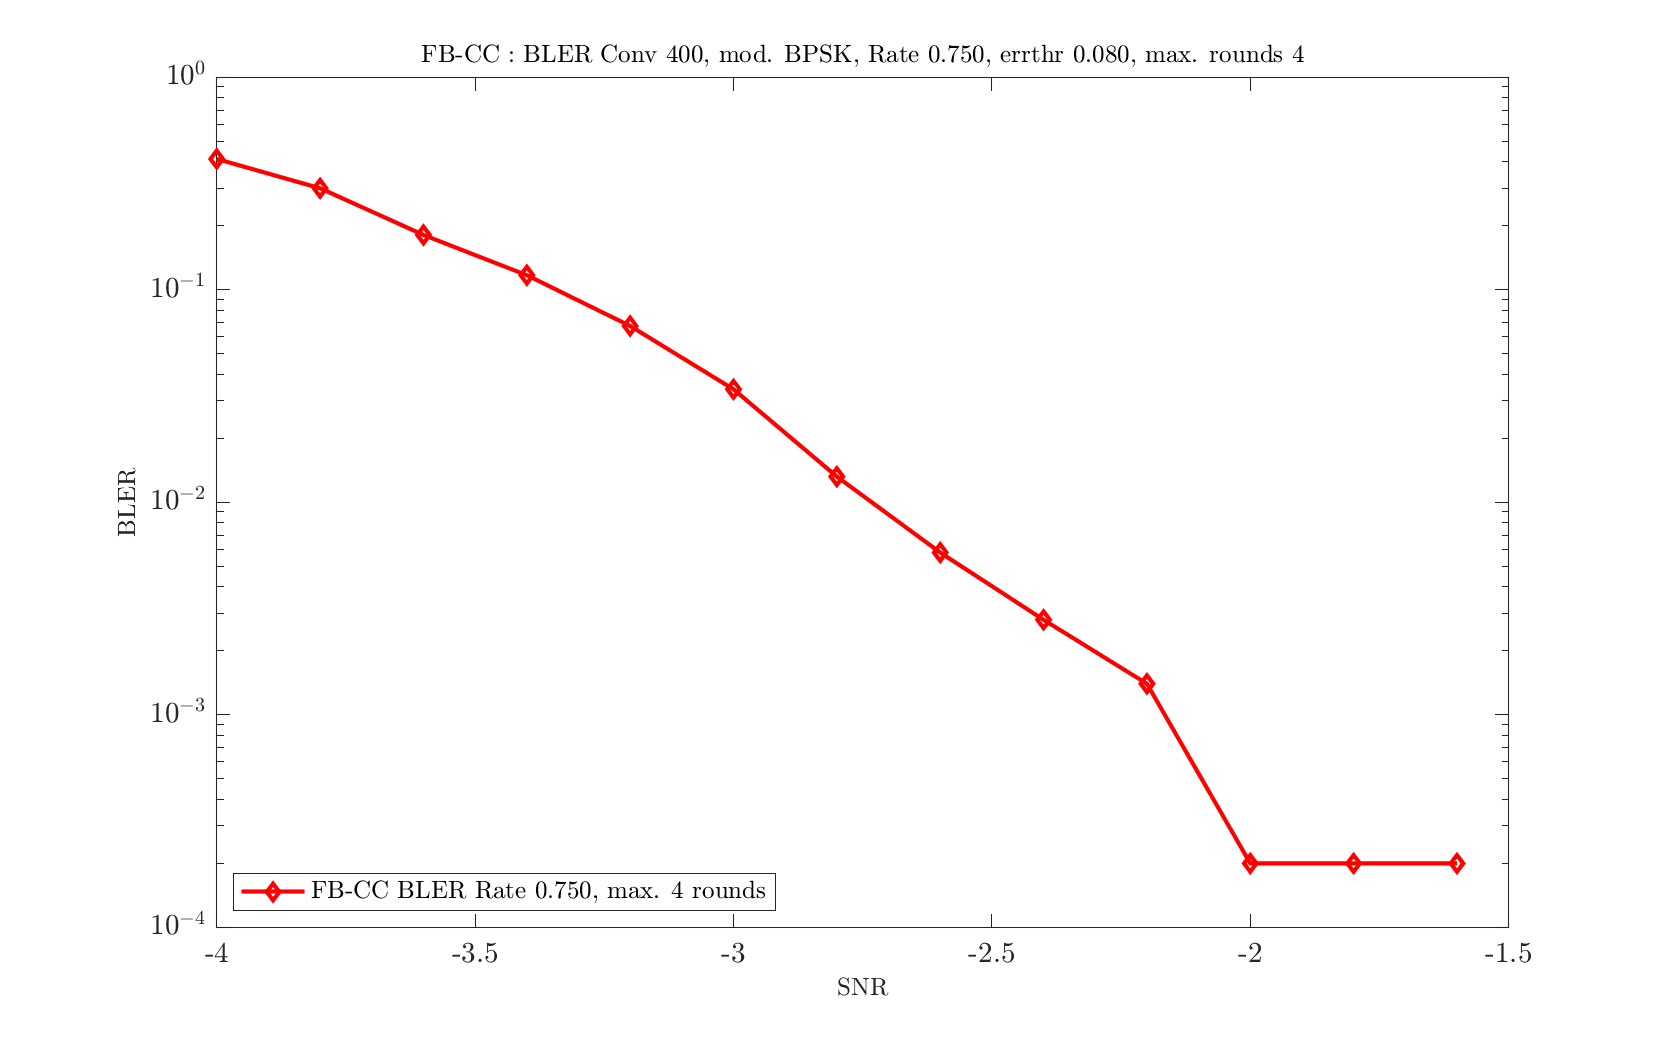 FB-CC : BLER Conv 400, mod. BPSK, Rate 0.750, errthr 0.080, max. rounds 4
10⁰
10⁻¹
10⁻²
10⁻³
10⁻⁴
BLER
FB-CC BLER Rate 0.750, max. 4 rounds
-4 -3.5 -3 -2.5 -2 -1.5
SNR